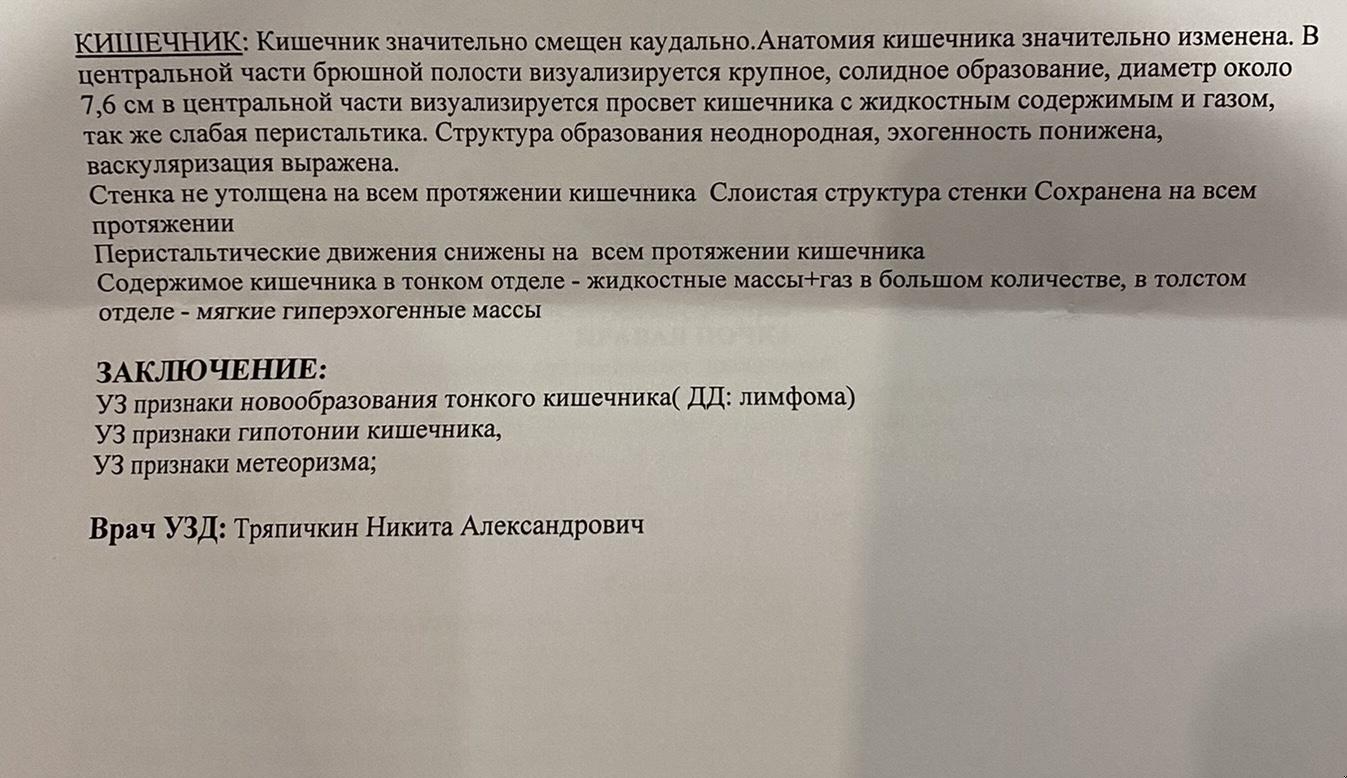 КИШЕЧНИК: Кишечник значительно смещен каудально.Анатомия кишечника значительно изменена. В
центральной части брюшной полости визуализируется крупное, солидное образование, диаметр около
7,6 см в центральной части визуализируется просвет кишечника с жидкостным содержимым и газом,
так же слабая перистальтика. Структура образования неоднородная, эхогенность понижена,
васкуляризация выражена.
Стенка не утолщена на всем протяжении кишечника Слоистая структура стенки Сохранена на всем
протяжении
Перистальтические движения снижены на всем протяжении кишечника
Содержимое кишечника в тонком отделе - жидкостные массы+газ в большом количестве, в толстом
отделе - мягкие гиперэхогенные массы
ЗАКЛЮЧЕНИЕ:
УЗ признаки новообразования тонкого кишечника( ДД: лимфома)
УЗ признаки гипотонии кишечника,
УЗ признаки метеоризма;
Врач УЗД: Тряпичкин Никита Александрович